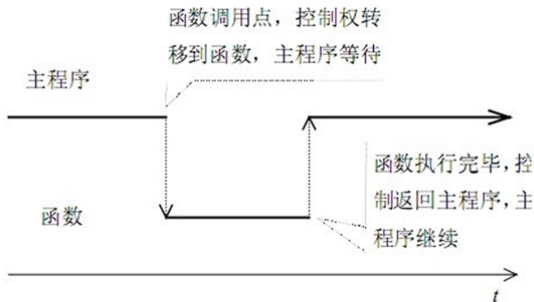 函数调用点，控制权转
移到函数，主程序等待
主程序
函数执行完毕，控
制返回主程序，主
程序继续
函数
t